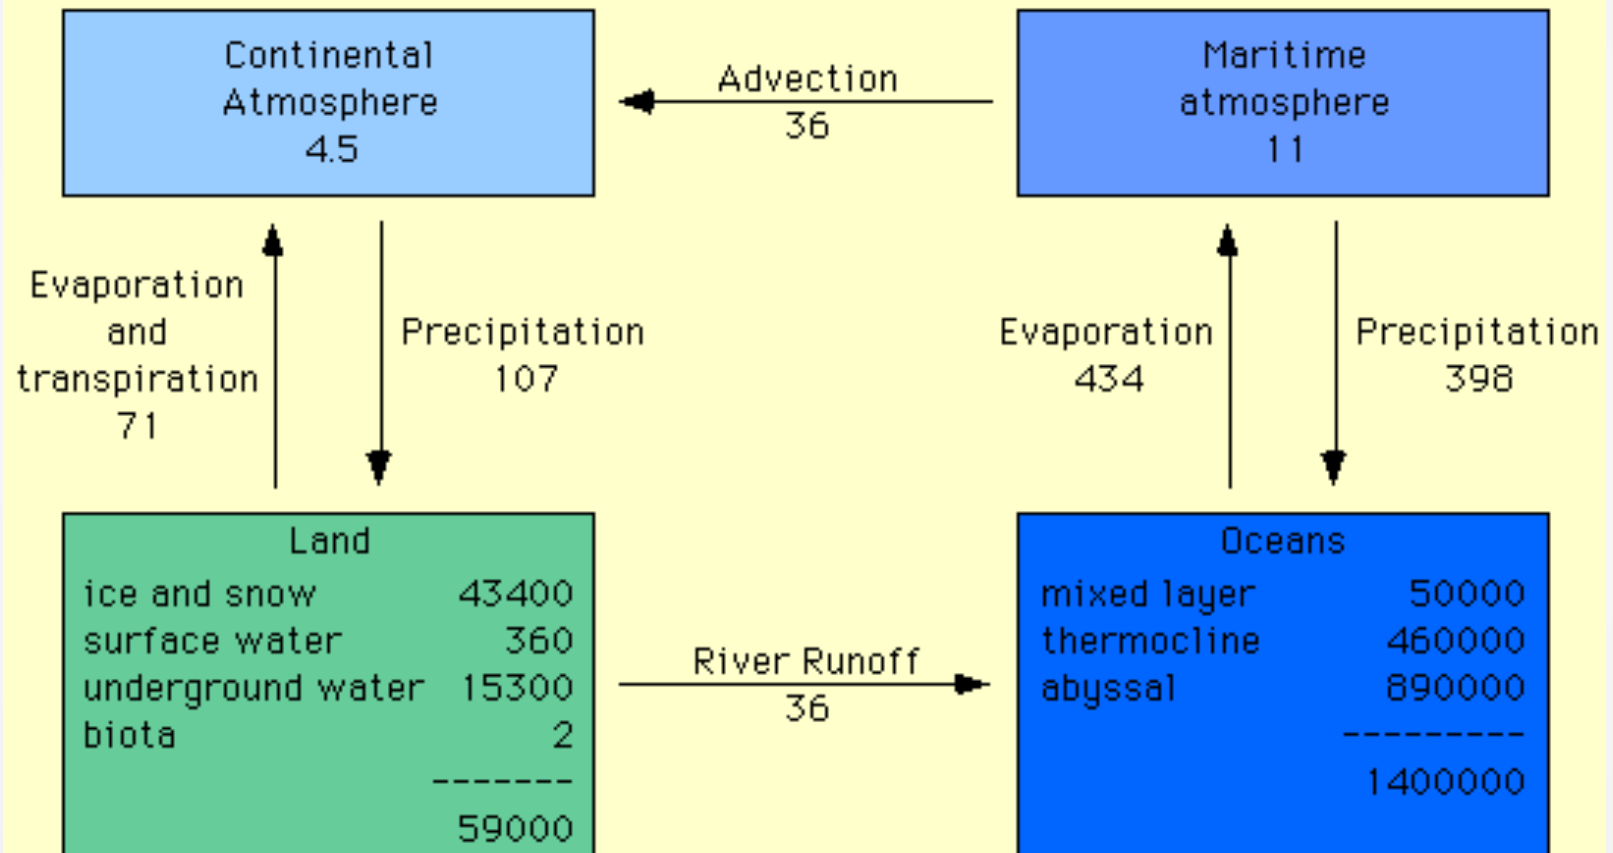 Continental
Atmosphere
4.5
Advection
36
Maritime
atmosphere
11
Evaporation
and
transpiration
71
Precipitation
107
Evaporation
434
Precipitation
398
Land
ice and snow 43400
surface water 360
underground water 15300
biota 2
-------
59000
River Runoff
36
Oceans
mixed layer 50000
thermocline 460000
abyssal 890000
---------
1400000